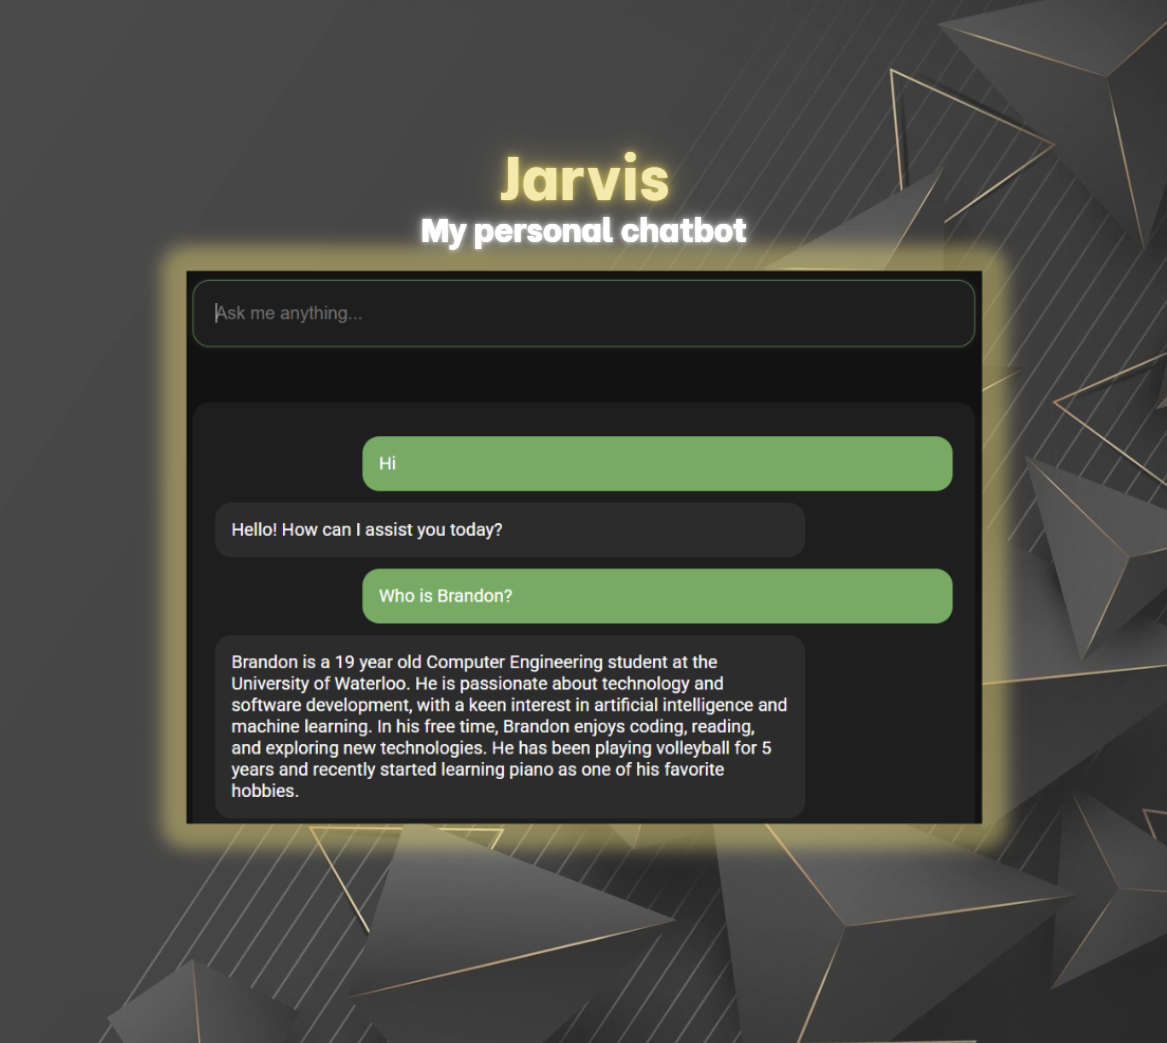 Jarvis
My personal chatbot
Ask me anything...
Hi
Hello! How can I assist you today?
Who is Brandon?
Brandon is a 19 year old Computer Engineering student at the
University of Waterloo. He is passionate about technology and
software development, with a keen interest in artificial intelligence and
machine learning. In his free time, Brandon enjoys coding, reading,
and exploring new technologies. He has been playing volleyball for 5
years and recently started learning piano as one of his favorite
hobbies.